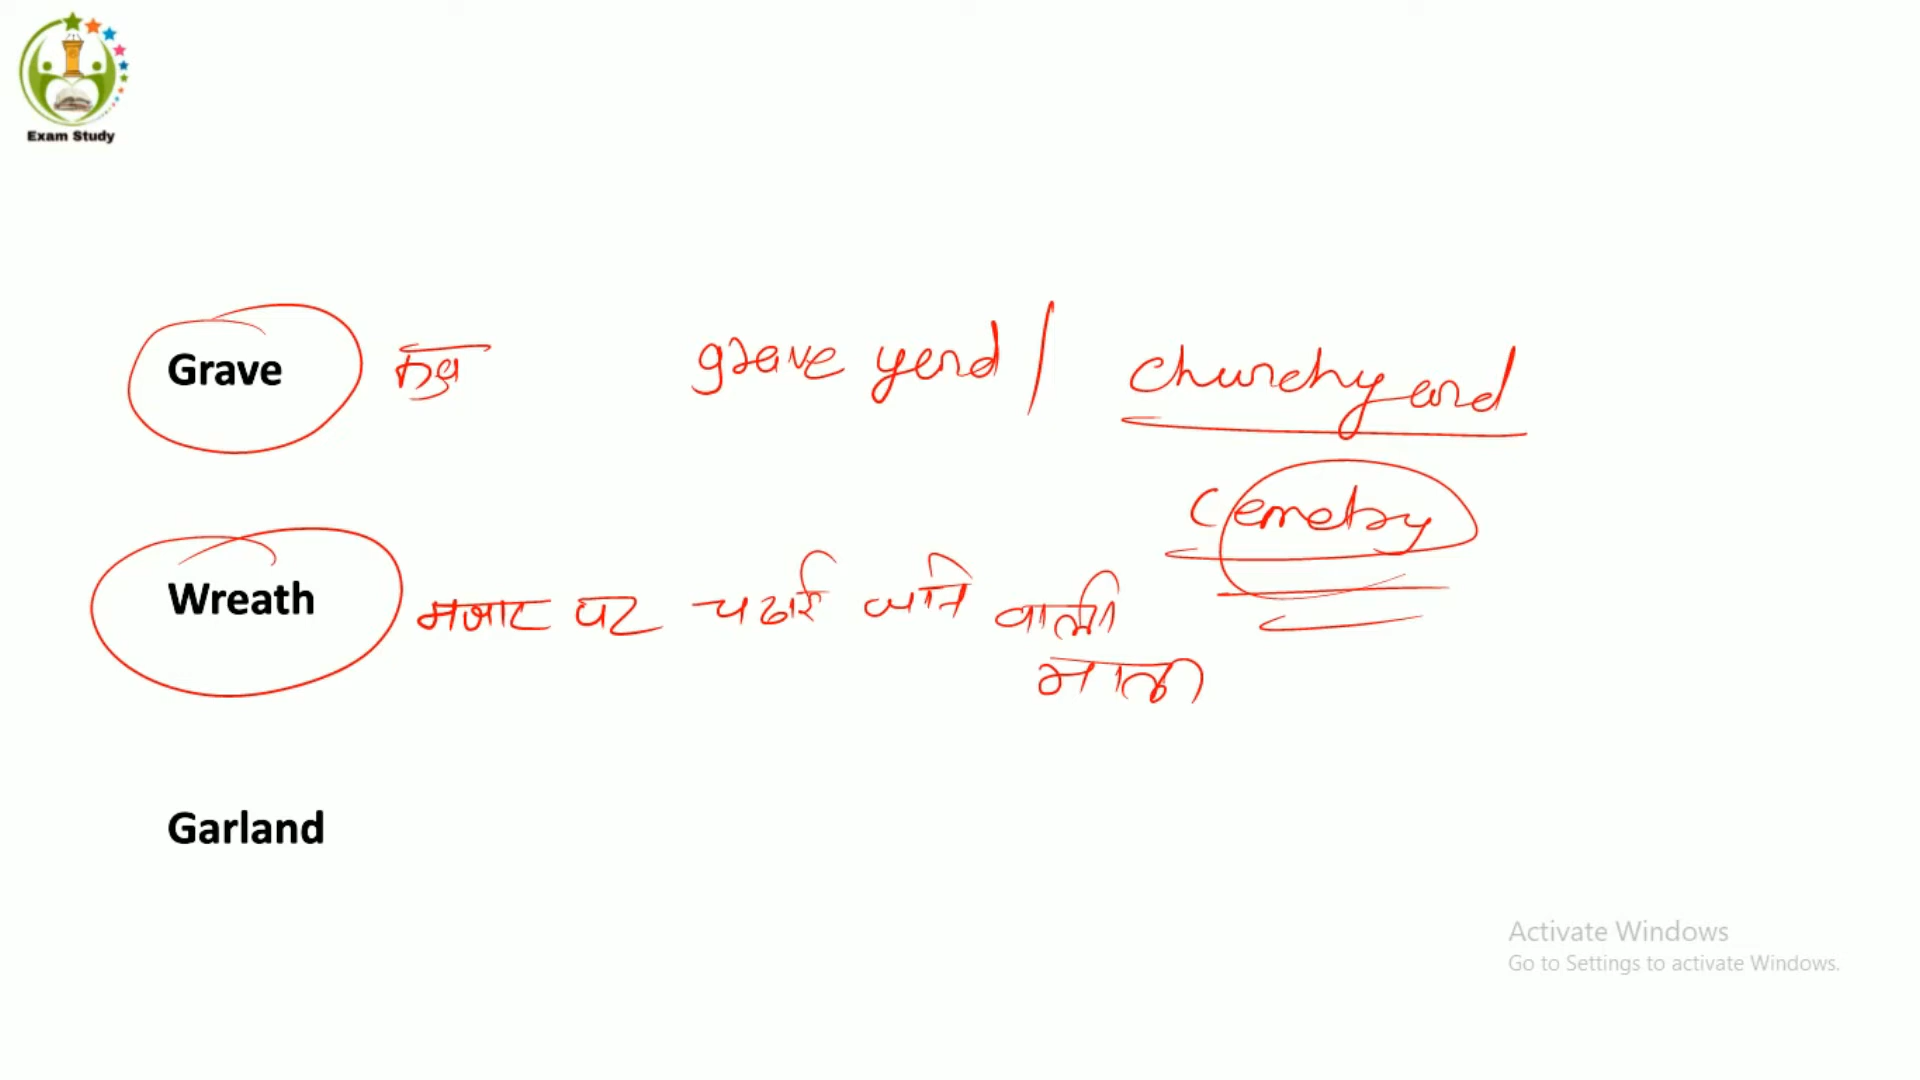 Exam Study
Grave कब्र grave yard / churchyard
cemetry
Wreath मजार पर चढाई जाने वाली
माला
Garland
Activate Windows
Go to Settings to activate Windows.